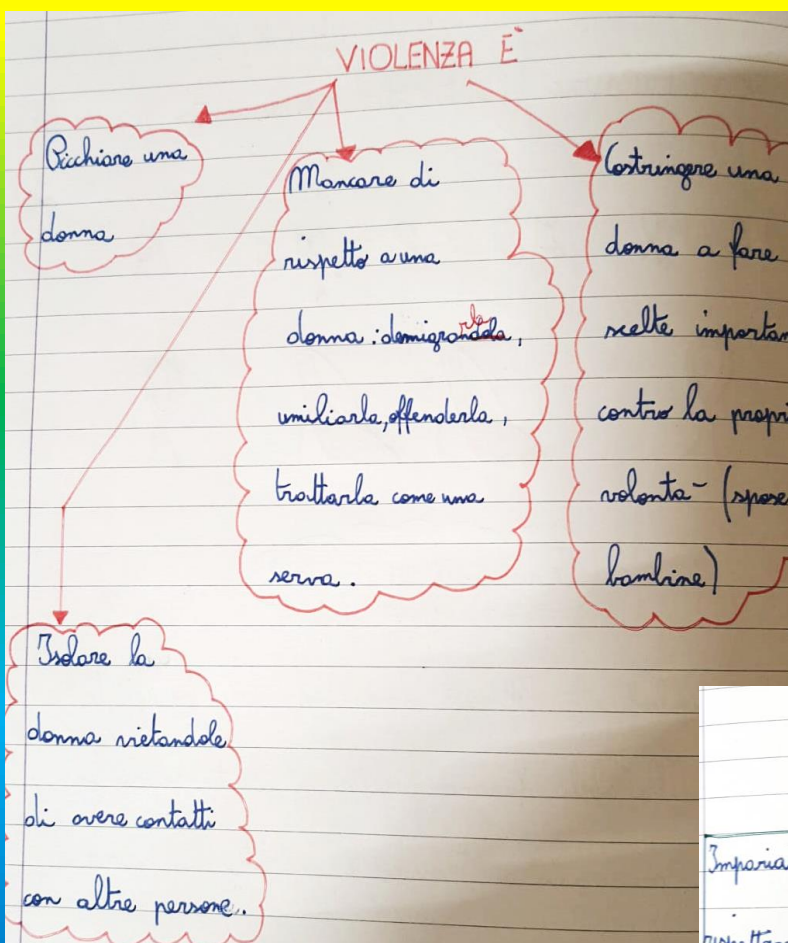 VIOLENZA È
Picchiare una
donna
Mancare di
rispetto a una
donna: denigrarla,
umiliarla, offenderla,
trattarla come una
serva.
Costringere una
donna a fare
scelte importan
contro la propri
volontà (spose
bambine)
Isolare la
donna vietandole
di avere contatti
con altre persone.
Imparia